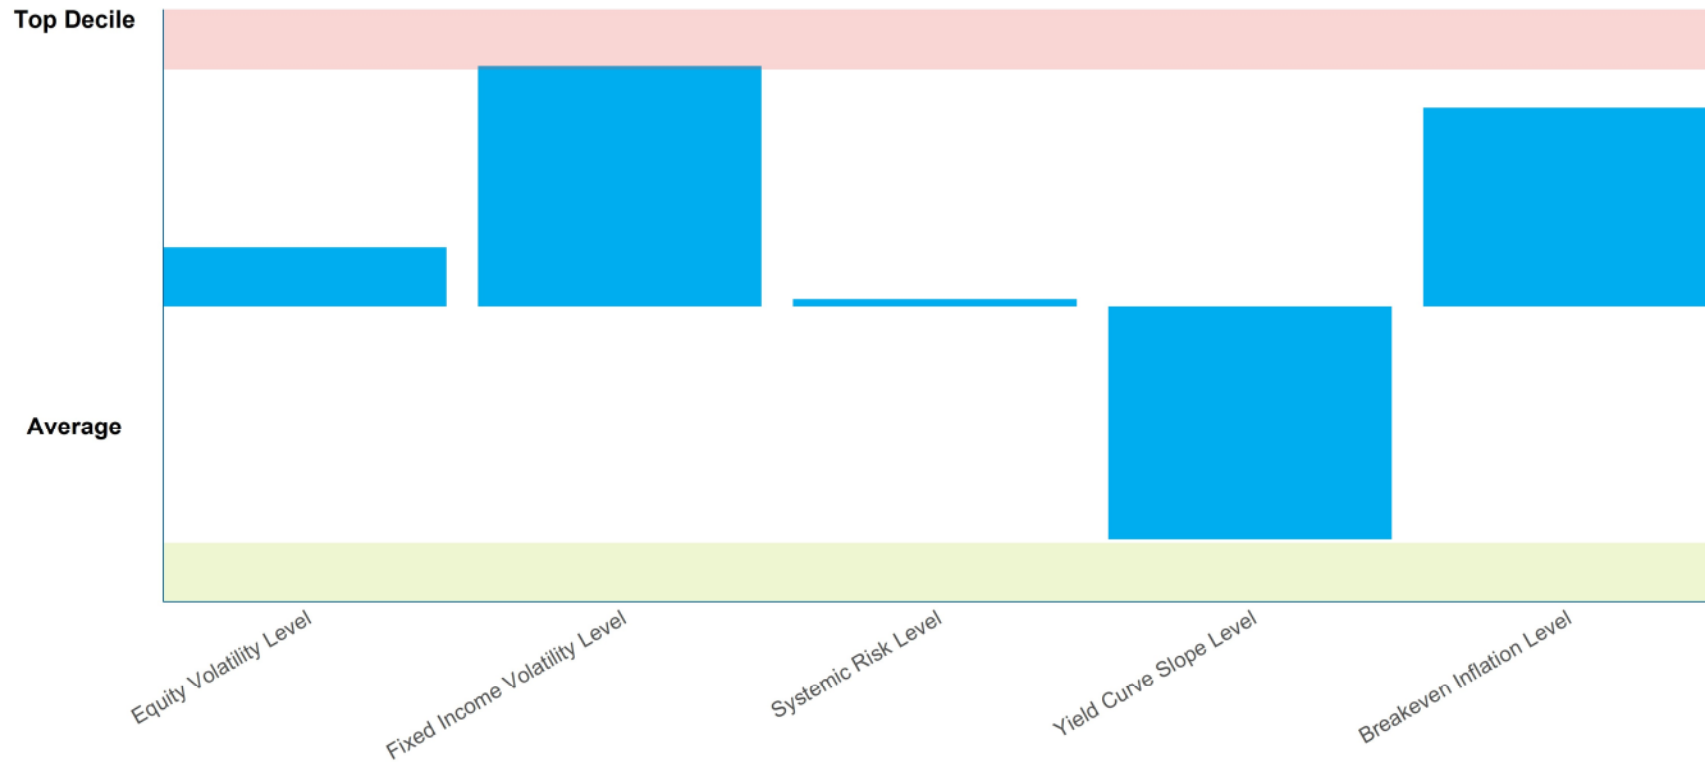 Top Decile
Average
Equity Volatility Level
Fixed Income Volatility Level
Systemic Risk Level
Yield Curve Slope Level
Breakeven Inflation Level